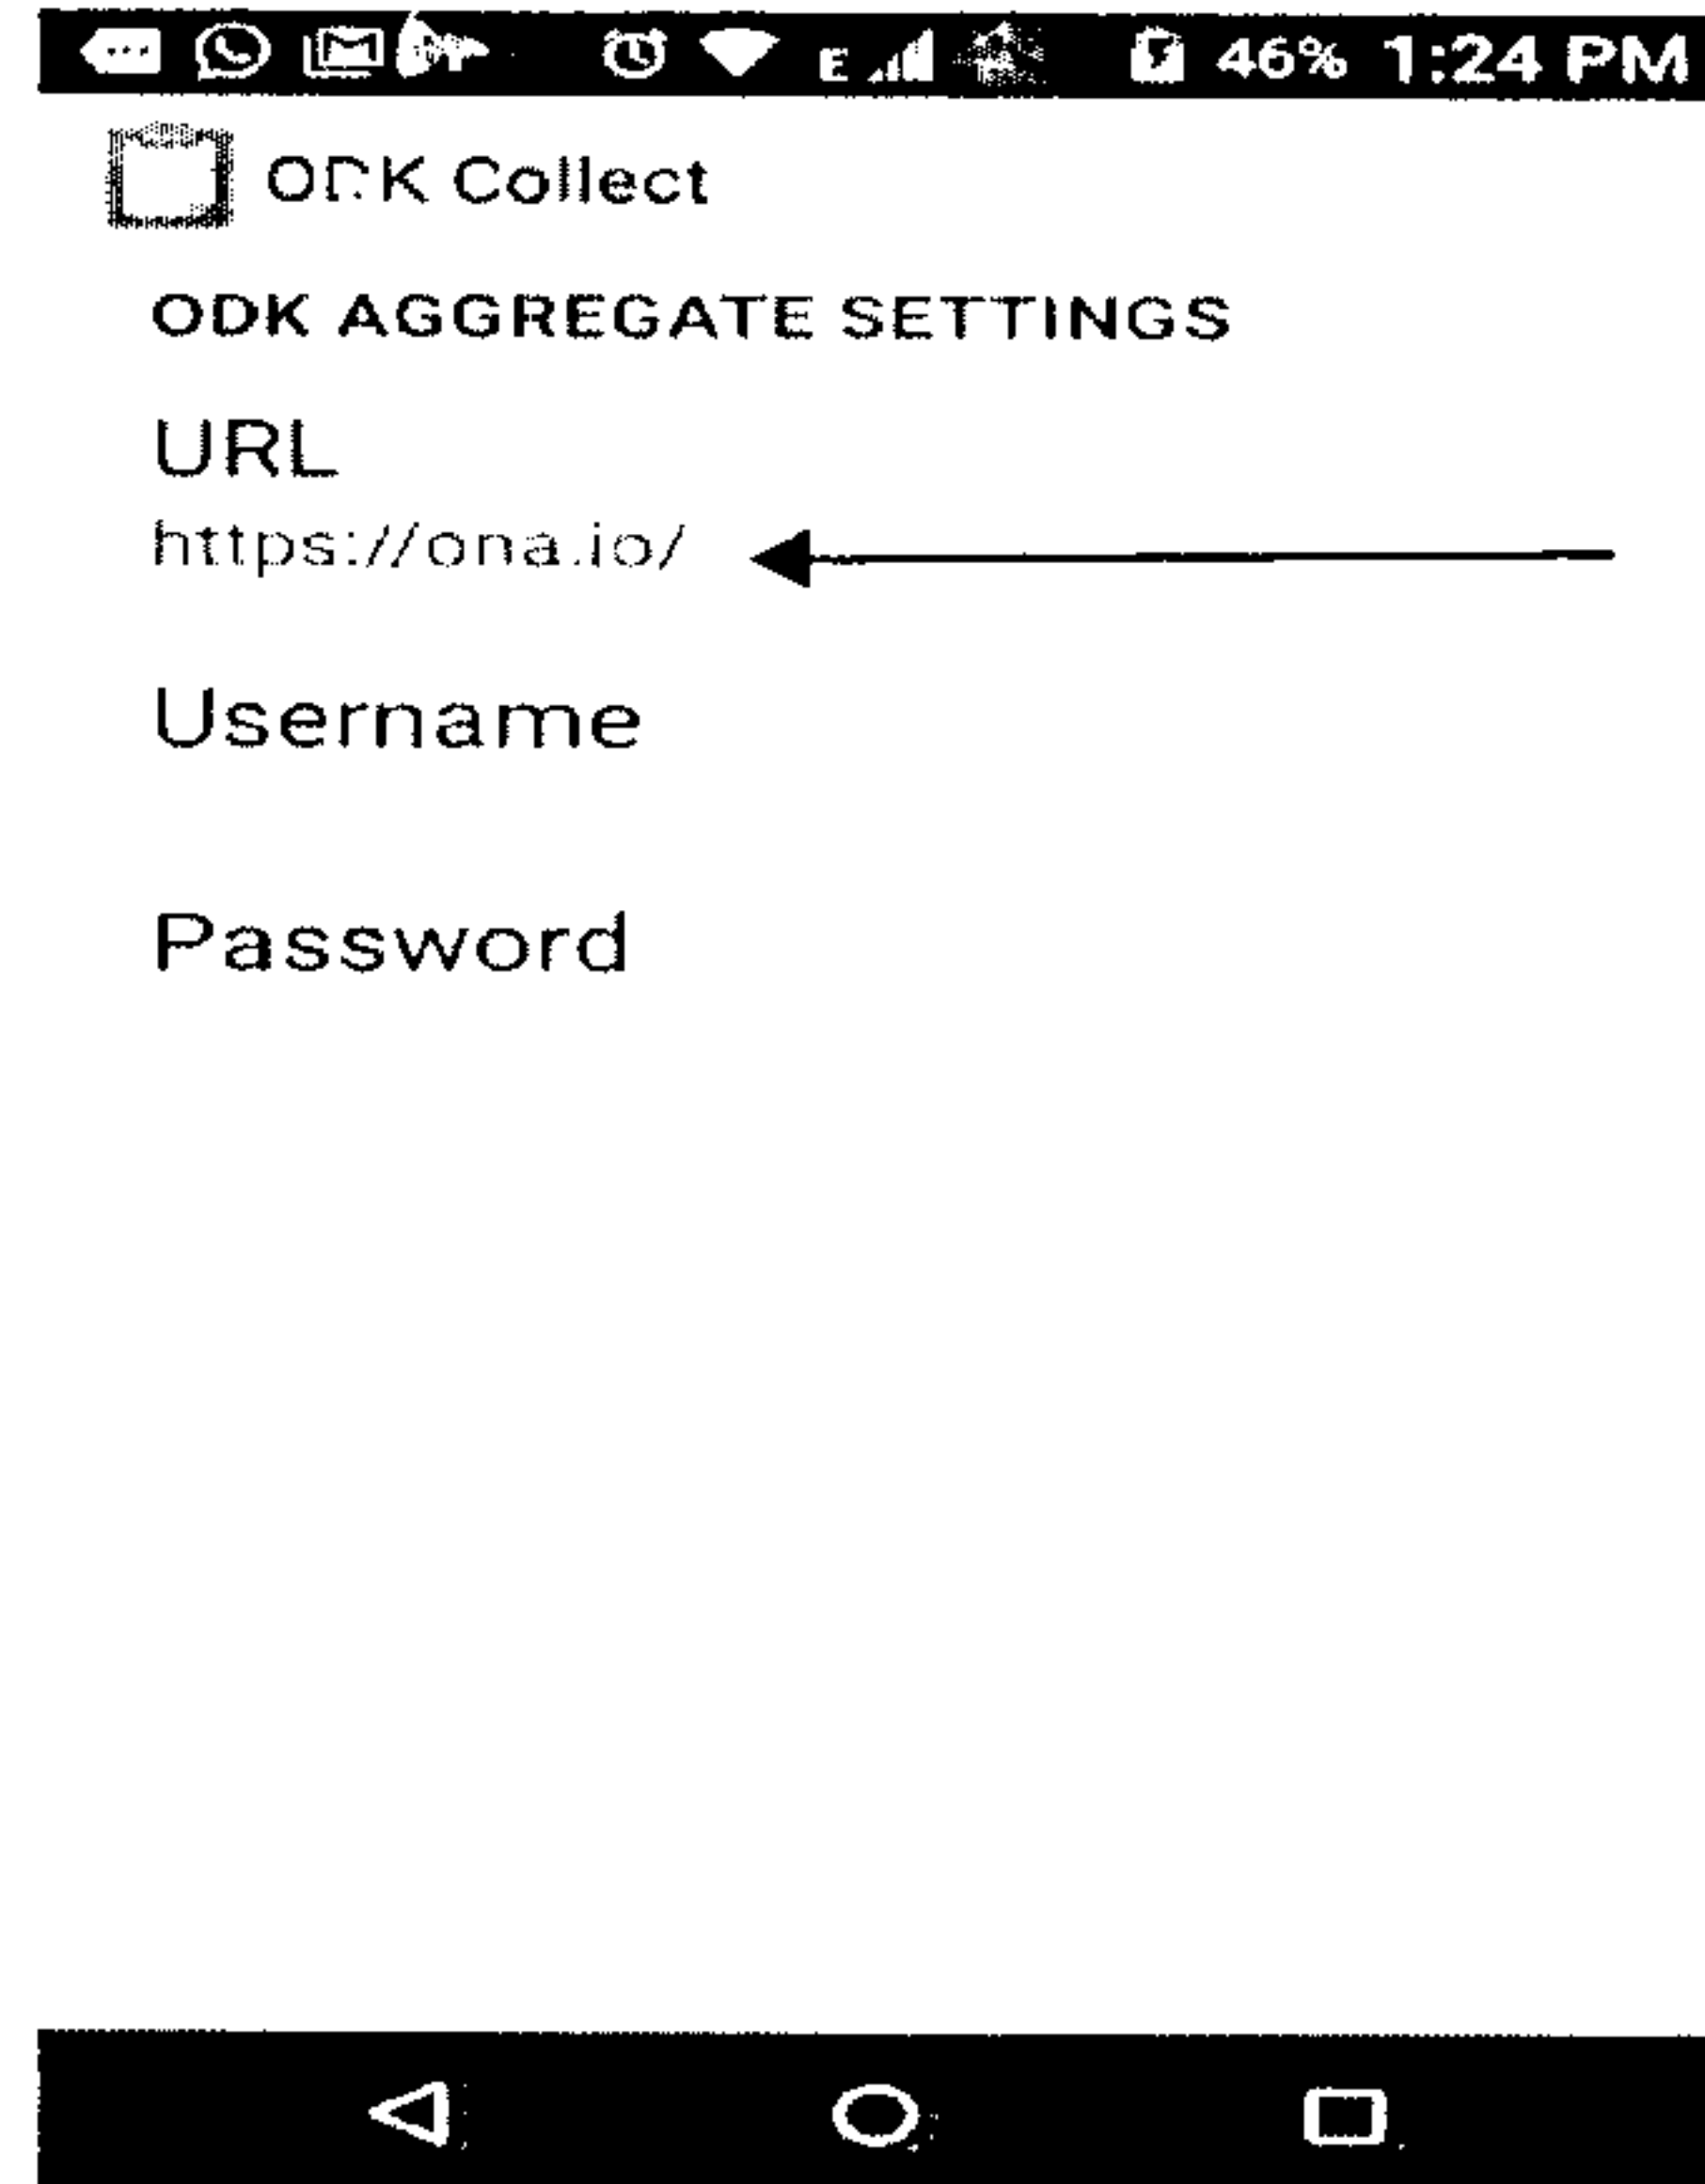 E 46% 1:24 PM
ODK Collect
ODK AGGREGATE SETTINGS
URL
https://ona.io/
Username
Password